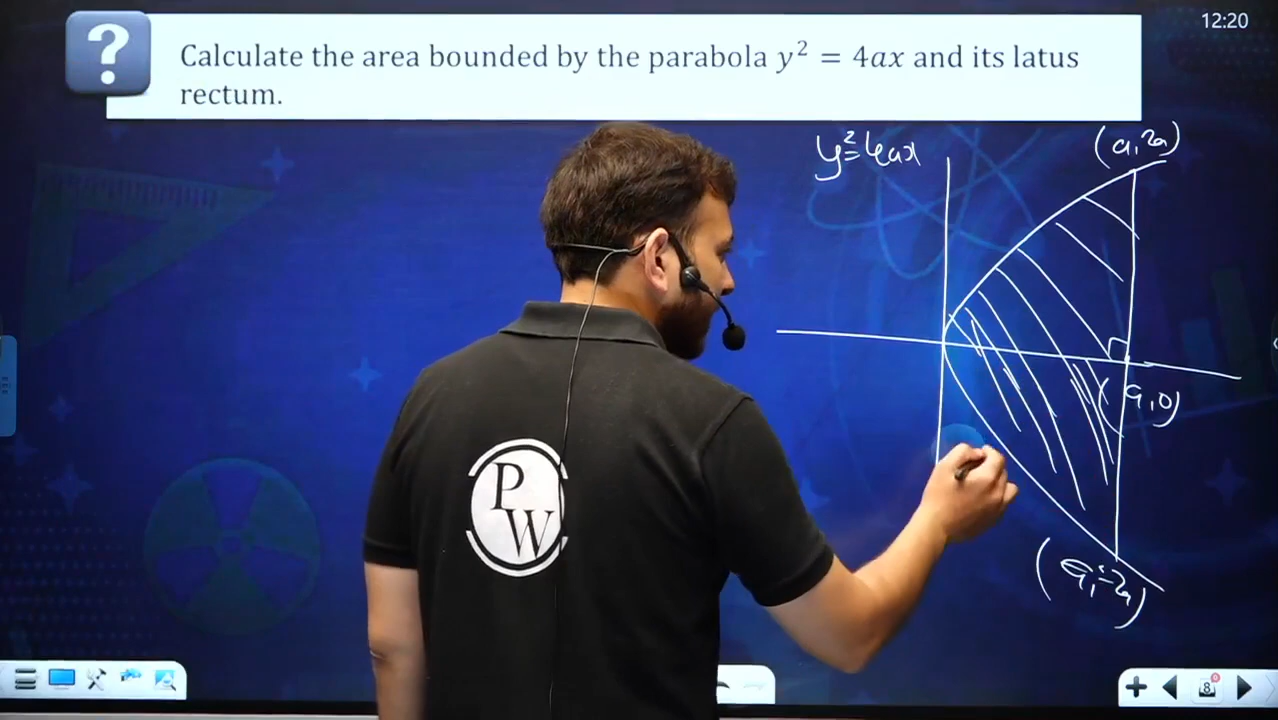 12:20
?
Calculate the area bounded by the parabola y² = 4ax and its latus
rectum.
y² = 4ax
(a, 2a)
(a, 0)
(a, -2a)
P
W
8